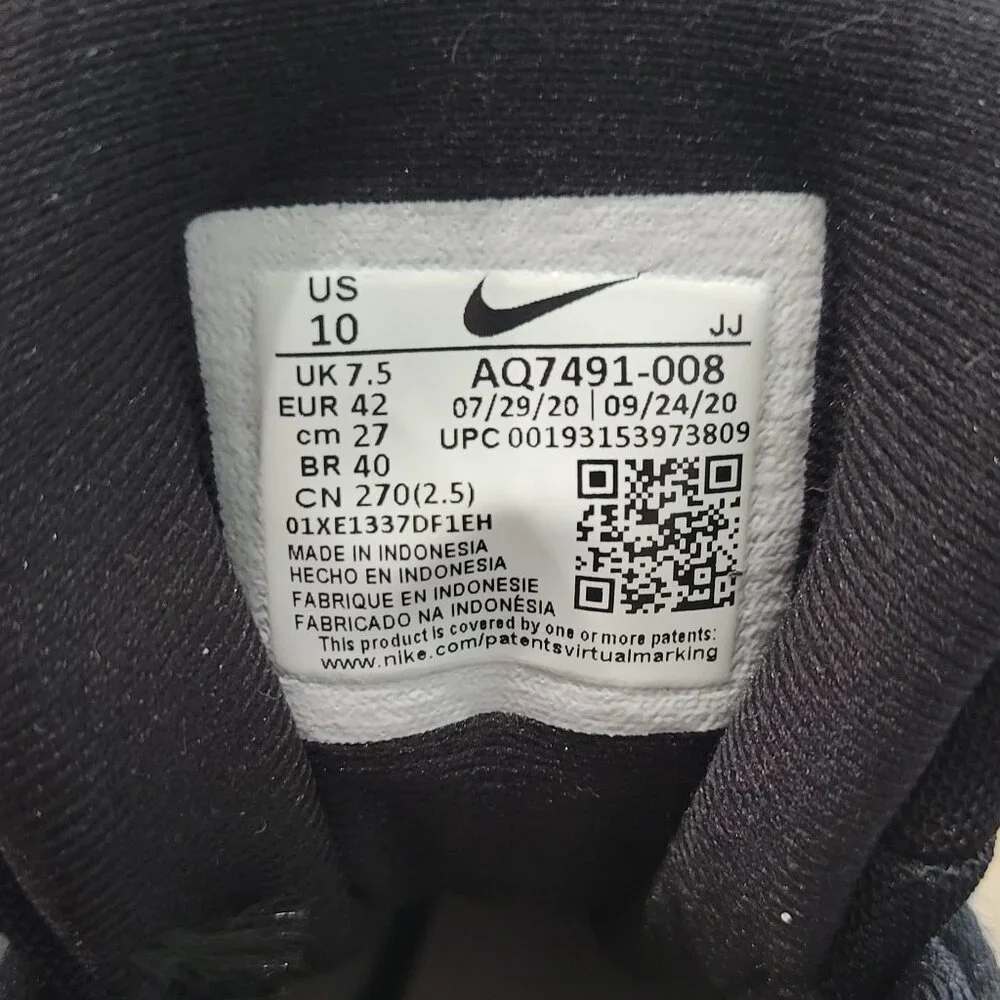 US
10
JJ
UK 7.5
AQ7491-008
EUR 42
07/29/20 | 09/24/20
cm 27
UPC 00193153973809
BR 40
CN 270(2.5)
01XE1337DF1EH
MADE IN INDONESIA
HECHO EN INDONESIA
FABRIQUE EN INDONESIE
FABRICADO NA INDONÉSIA
This product is covered by one or more patents:
www.nike.com/patentsvirtualmarking